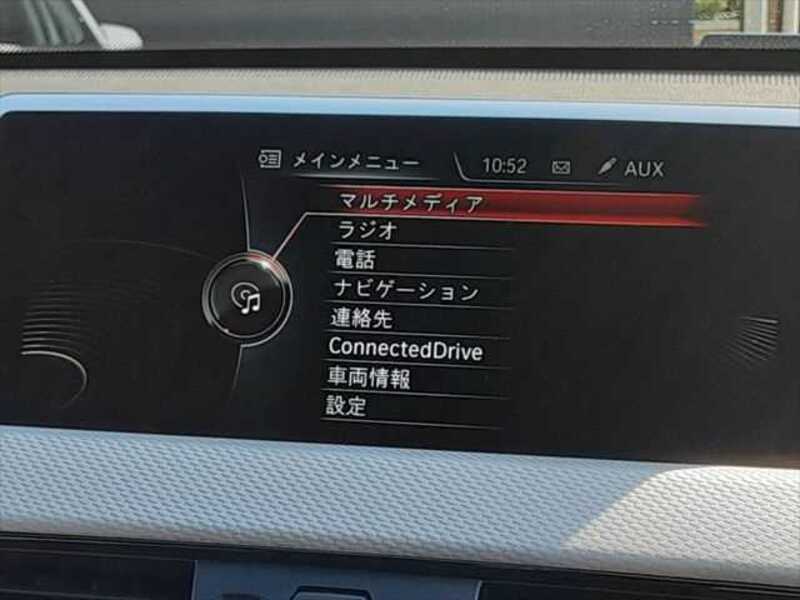 メインメニュー 10:52 AUX
マルチメディア
ラジオ
電話
ナビゲーション
連絡先
ConnectedDrive
車両情報
設定